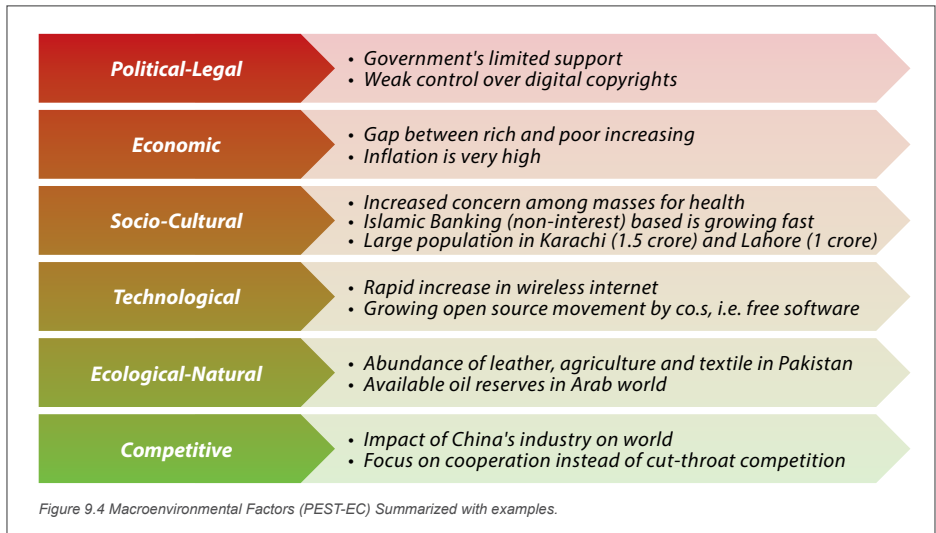 Political-Legal
• Government's limited support
• Weak control over digital copyrights
Economic
• Gap between rich and poor increasing
• Inflation is very high
Socio-Cultural
• Increased concern among masses for health
• Islamic Banking (non-interest) based is growing fast
• Large population in Karachi (1.5 crore) and Lahore (1 crore)
Technological
• Rapid increase in wireless internet
• Growing open source movement by co.s, i.e. free software
Ecological-Natural
• Abundance of leather, agriculture and textile in Pakistan
• Available oil reserves in Arab world
Competitive
• Impact of China's industry on world
• Focus on cooperation instead of cut-throat competition
Figure 9.4 Macroenvironmental Factors (PEST-EC) Summarized with examples.